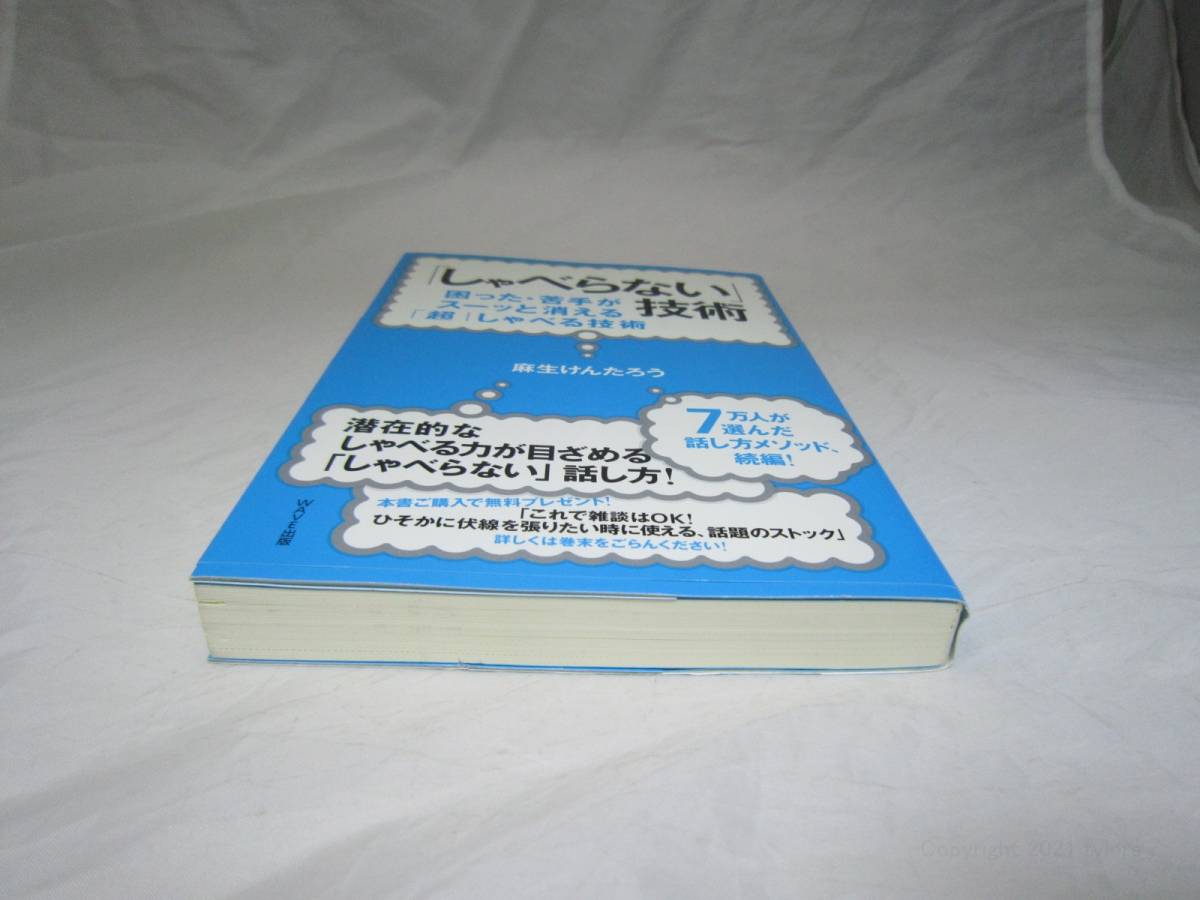 「しゃべらない」
技術
困った、苦手が
スーッと消える
「超」しゃべる技術
麻生けんたろう
7万人が
選んだ
話し方メソッド、
続編!
潜在的な
しゃべる力が目ざめる
「しゃべらない」話し方!
本書ご購入で無料プレゼント!
「これで雑談はOK!
ひそかに伏線を張りたい時に使える、話題のストック」
詳しくは巻末をごらんください!
WAVE出版